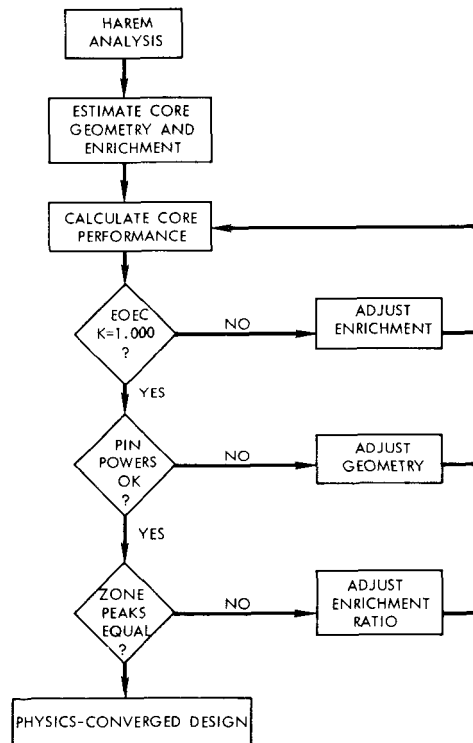 HAREM
ANALYSIS
ESTIMATE CORE
GEOMETRY AND
ENRICHMENT
CALCULATE CORE
PERFORMANCE
EOEC
K=1.000
?
NO
ADJUST
ENRICHMENT
YES
PIN
POWERS
OK
?
NO
ADJUST
GEOMETRY
YES
ZONE
PEAKS
EQUAL
?
NO
ADJUST
ENRICHMENT
RATIO
PHYSICS-CONVERGED DESIGN